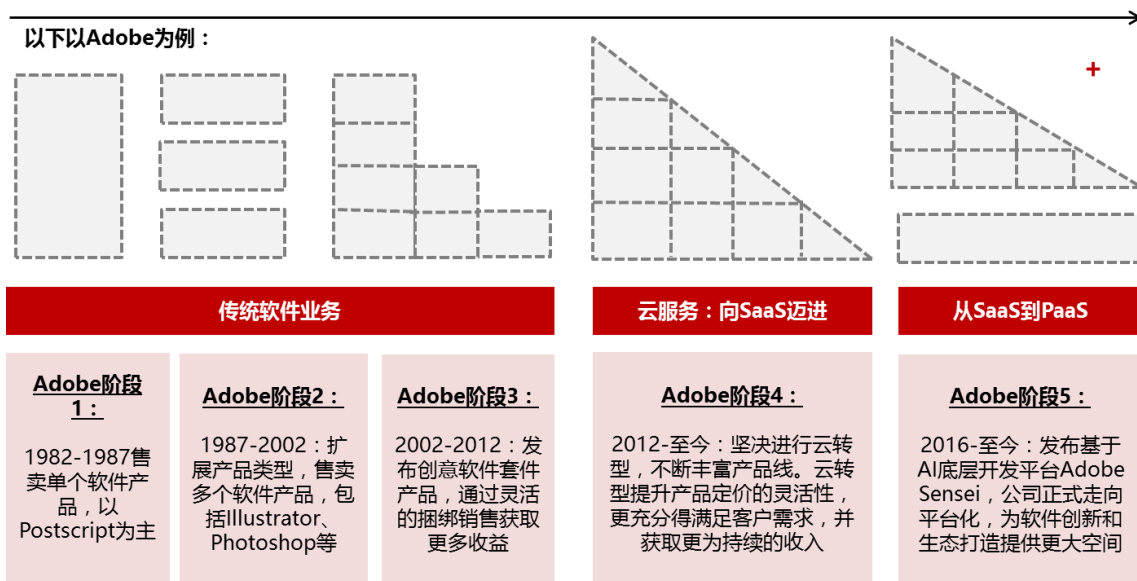 以下以Adobe为例：
+
传统软件业务
云服务：向SaaS迈进
从SaaS到PaaS
Adobe阶段
1：
1982-1987售
卖单个软件产
品，以
Postscript为主
Adobe阶段2：
1987-2002：扩
展产品类型，售卖
多个软件产品，包
括Illustrator、
Photoshop等
Adobe阶段3：
2002-2012：发
布创意软件套件
产品，通过灵活
的捆绑销售获取
更多收益
Adobe阶段4：
2012-至今：坚决进行云转
型，不断丰富产品线。云转
型提升产品定价的灵活性，
更充分得满足客户需求，并
获取更为持续的收入
Adobe阶段5：
2016-至今：发布基于
AI底层开发平台Adobe
Sensei，公司正式走向
平台化，为软件创新和
生态打造提供更大空间